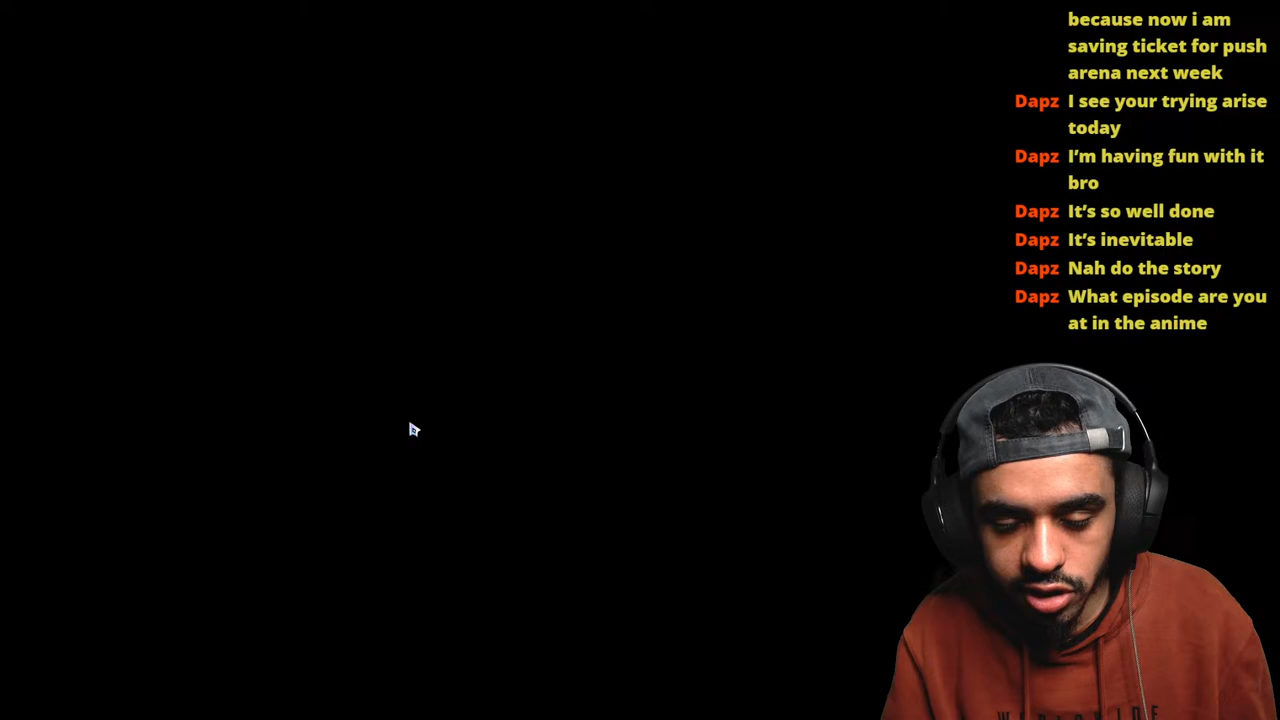 because now i am
saving ticket for push
arena next week
Dapz I see your trying arise
today
Dapz I’m having fun with it
bro
Dapz It’s so well done
Dapz It’s inevitable
Dapz Nah do the story
Dapz What episode are you
at in the anime